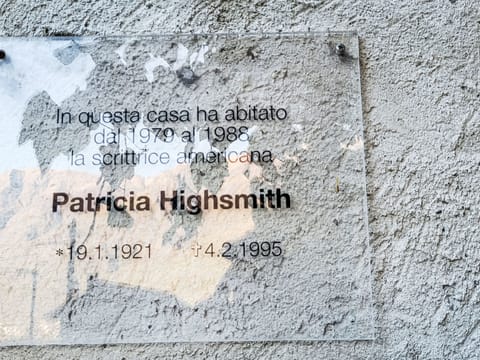 In questa casa ha abitato
dal 1979 al 1988
la scrittrice americana
Patricia Highsmith
*19.1.1921 ✝4.2.1995